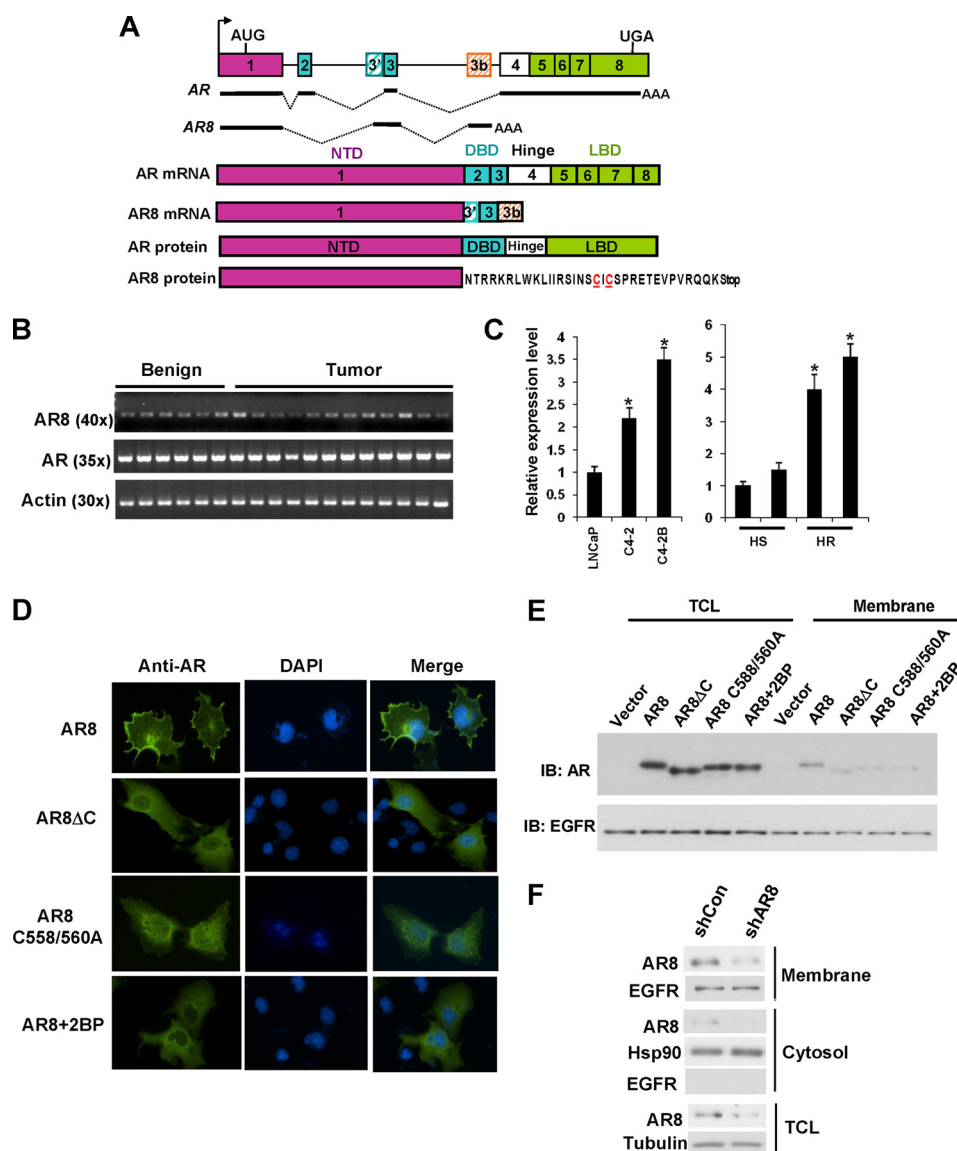 A
AUG
UGA
1 2 3' 3 3b 4 5 6 7 8
AR
AAA
AR8
AAA
NTD DBD Hinge LBD
AR mRNA 1 2 3 4 5 6 7 8
AR8 mRNA 1 3' 3 3b
AR protein NTD DBD Hinge LBD
AR8 protein NTRRKRLWKLIIRSINSCICSPRETEVPVRQQKStop
B
Benign Tumor
AR8 (40x)
AR (35x)
Actin (30x)
C
Relative expression level
4
3.5
3
2.5
2
1.5
1
0.5
0
* *
LNCaP C4-2 C4-2B
6
5
4
3
2
1
0
* *
HS HR
D
Anti-AR DAPI Merge
AR8
AR8ΔC
AR8
C558/560A
AR8+2BP
E
TCL Membrane
Vector AR8 AR8ΔC AR8 C588/560A AR8+2BP Vector AR8 AR8ΔC AR8 C588/560A AR8+2BP
IB: AR
IB: EGFR
F
shCon shAR8
AR8
EGFR
Membrane
AR8
Hsp90
EGFR
Cytosol
AR8
Tubulin
TCL